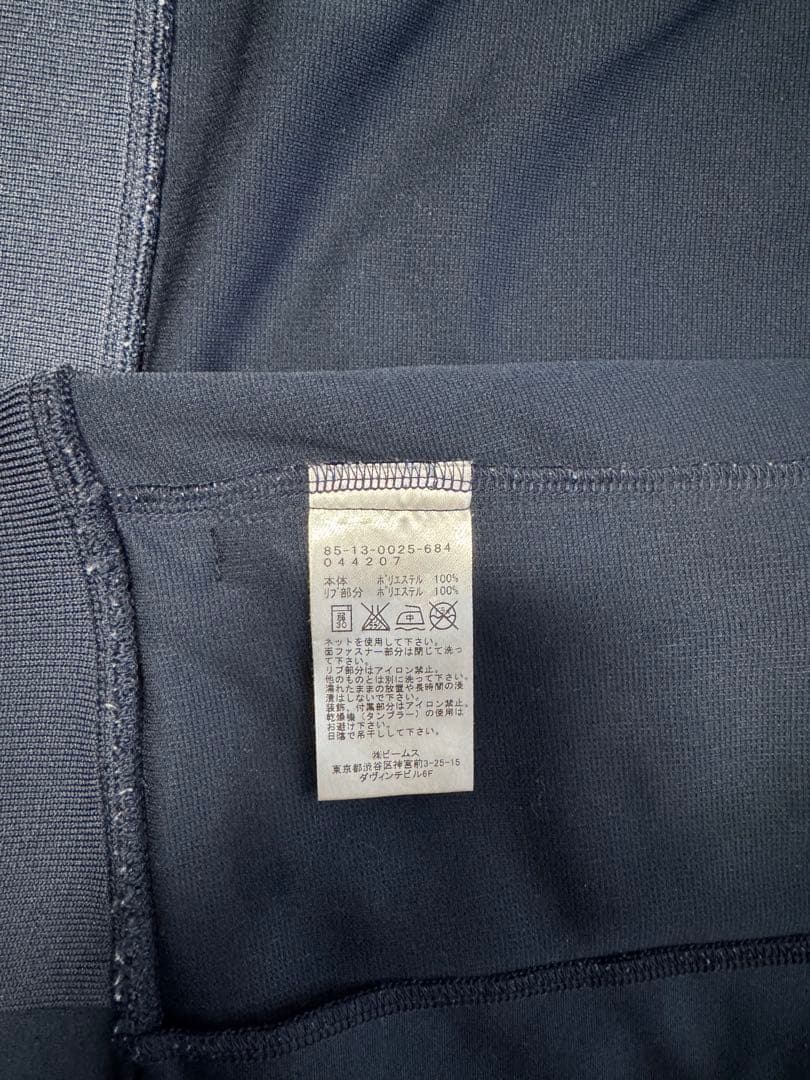 85-13-0025-684
044207
本体 ポリエステル 100%
リブ部分 ポリエステル 100%
弱
30
ネットを使用して下さい。
面ファスナー部分は閉じて洗っ
て下さい。
リブ部分はアイロン禁止。
他のものとは別に洗って下さい。
濡れたままの放置や長時間の浸
漬はしないで下さい。
装飾、付属部分はアイロン禁止。
乾燥機(タンブラー)の使用は
お避け下さい。
日陰で吊干しして下さい。
㈱ビームス
東京都渋谷区神宮前3-25-15
ダヴィンチビル6F